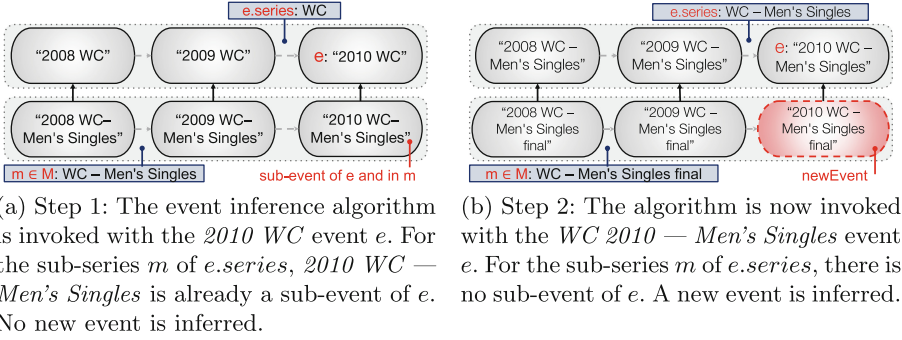 e.series: WC
"2008 WC"
"2009 WC"
e: "2010 WC"
"2008 WC–
Men's Singles"
"2009 WC–
Men's Singles"
"2010 WC–
Men's Singles"
m ∈ M: WC – Men's Singles
sub-event of e and in m
(a) Step 1: The event inference algorithm
is invoked with the 2010 WC event e. For
the sub-series m of e.series, 2010 WC —
Men's Singles is already a sub-event of e.
No new event is inferred.
e.series: WC – Men's Singles
"2008 WC –
Men's Singles"
"2009 WC –
Men's Singles"
e: "2010 WC –
Men's Singles"
"2008 WC –
Men's Singles
final"
"2009 WC –
Men's Singles
final"
"2010 WC –
Men's Singles
final"
m ∈ M: WC – Men's Singles final
newEvent
(b) Step 2: The algorithm is now invoked
with the WC 2010 — Men's Singles event
e. For the sub-series m of e.series, there is
no sub-event of e. A new event is inferred.